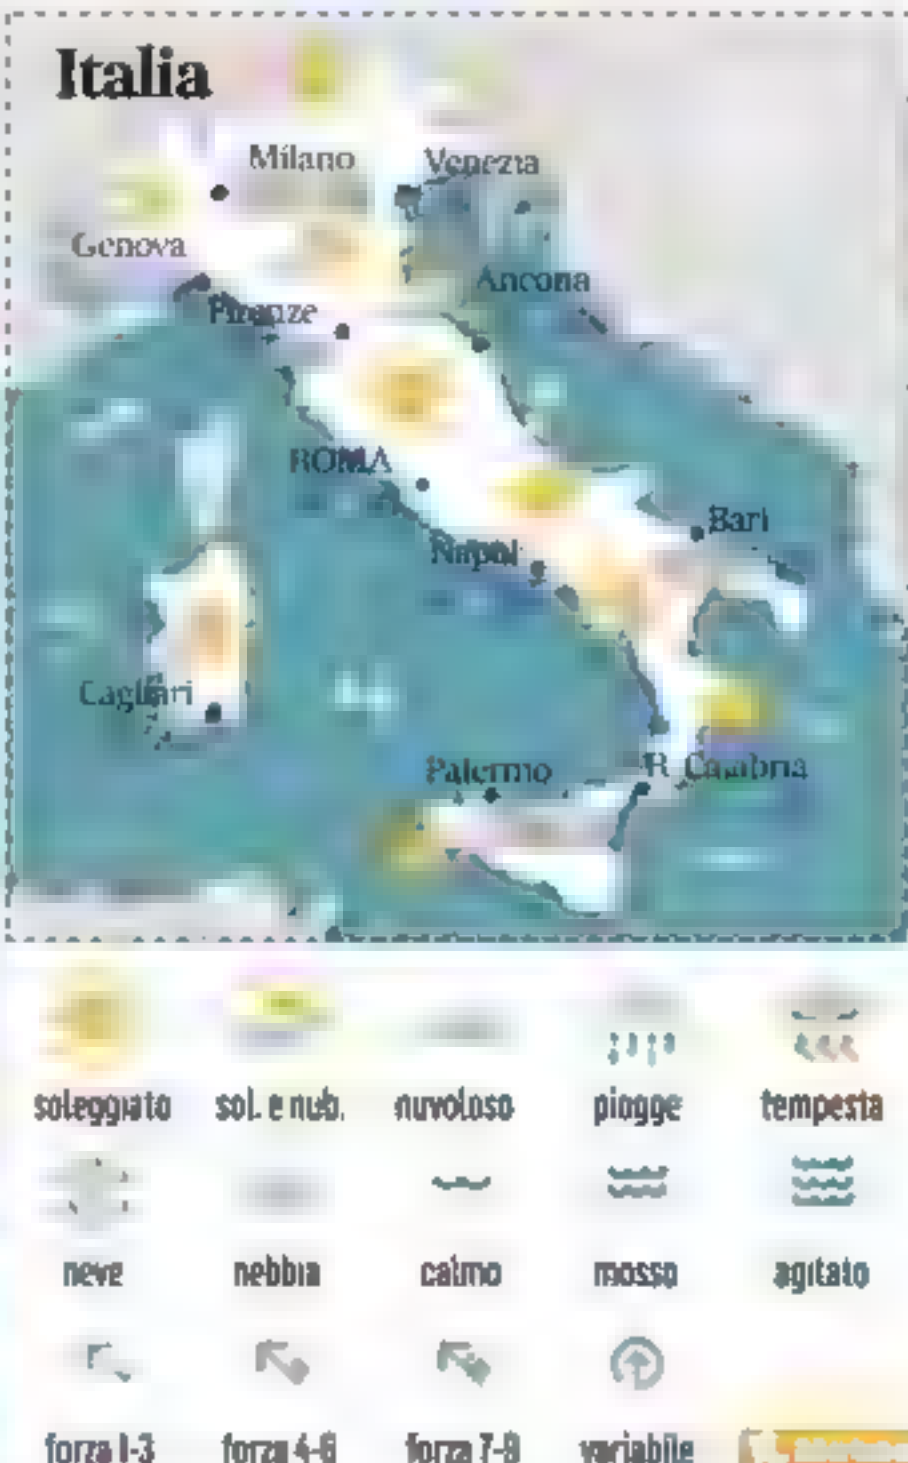 Italia
Milano
Venezia
Genova
Ancona
Firenze
ROMA
Bari
Napoli
Cagliari
Palermo
R. Calabria
soleggiato sol. e nub. nuvoloso piogge tempesta
neve nebbia calmo mosso agitato
forza 1-3 forza 4-6 forza 7-9 variabile